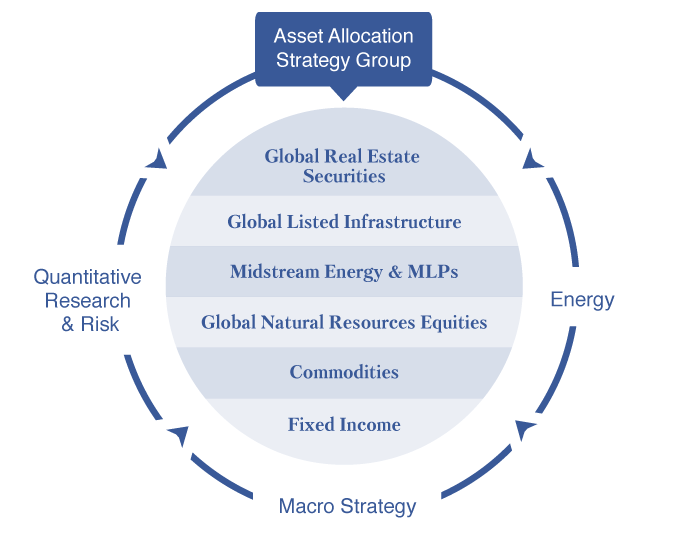 Asset Allocation
Strategy Group
Global Real Estate
Securities
Global Listed Infrastructure
Midstream Energy & MLPs
Global Natural Resources Equities
Commodities
Fixed Income
Quantitative
Research
& Risk
Energy
Macro Strategy